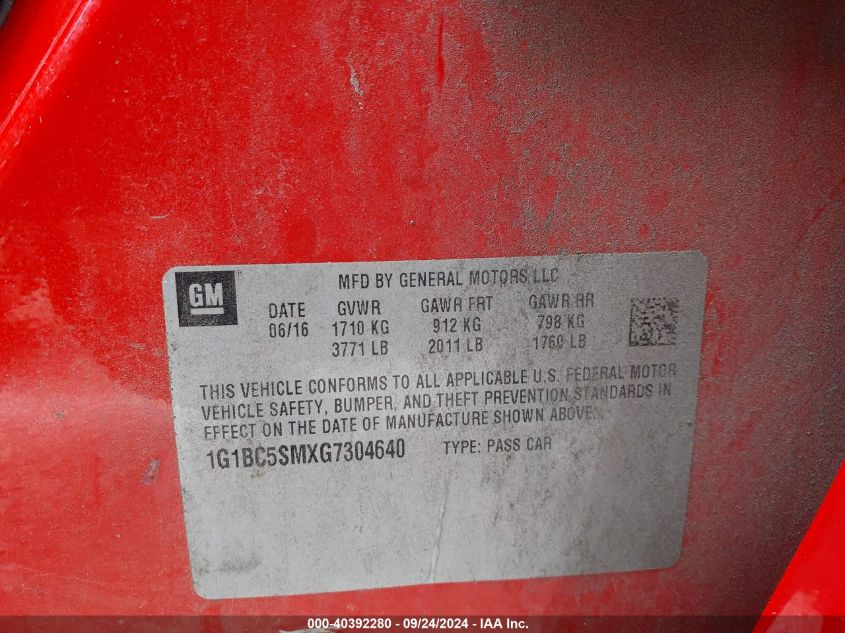 GM
MFD BY GENERAL MOTORS LLC
DATE GVWR GAWR FRT GAWR RR
06/16 1710 KG 912 KG 798 KG
3771 LB 2011 LB 1760 LB
THIS VEHICLE CONFORMS TO ALL APPLICABLE U.S. FEDERAL MOTOR
VEHICLE SAFETY, BUMPER, AND THEFT PREVENTION STANDARDS IN
EFFECT ON THE DATE OF MANUFACTURE SHOWN ABOVE.
1G1BC5SMXG7304640 TYPE: PASS CAR
000-40392280 - 09/24/2024 - IAA Inc.